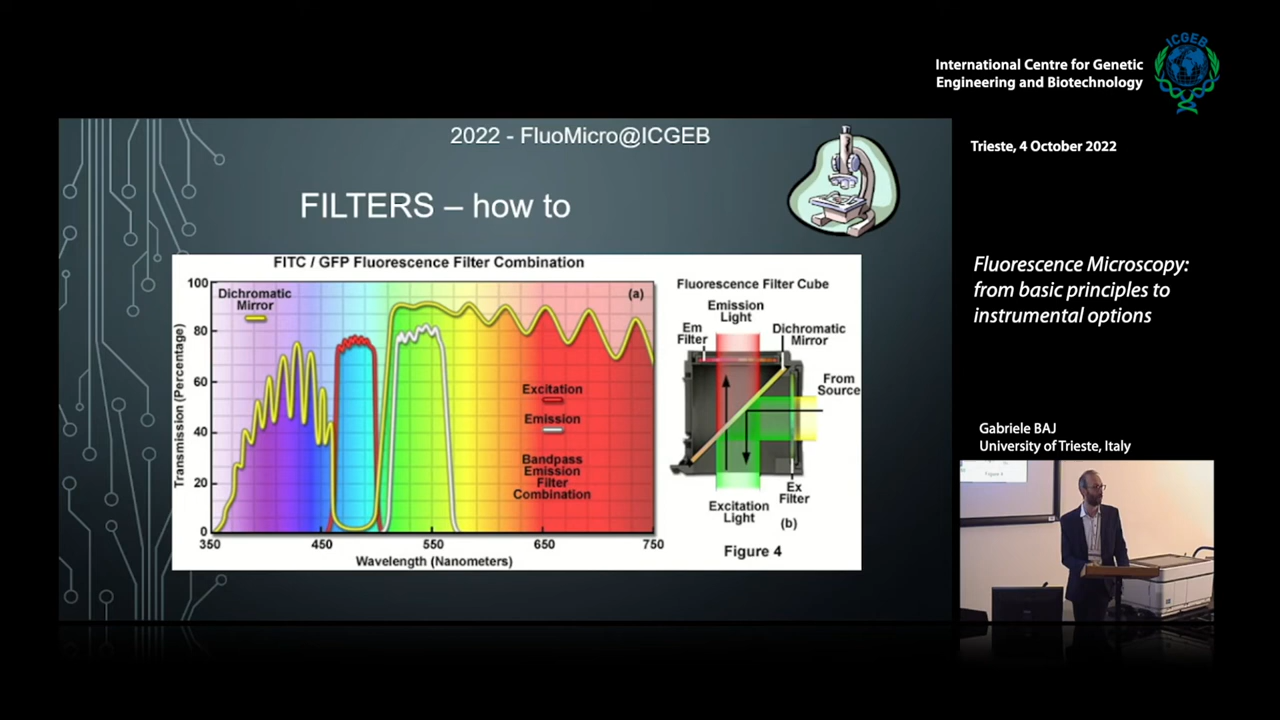 ICGEB
International Centre for Genetic
Engineering and Biotechnology
Trieste, 4 October 2022
2022 - FluoMicro@ICGEB
FILTERS – how to
FITC / GFP Fluorescence Filter Combination
Transmission (Percentage)
100
80
60
40
20
0
Dichromatic
Mirror
(a)
Excitation
Emission
Bandpass
Emission
Filter
Combination
350
450
550
650
750
Wavelength (Nanometers)
Fluorescence Filter Cube
Emission
Light
Em
Filter
Dichromatic
Mirror
From
Source
Ex
Filter
Excitation
Light
(b)
Figure 4
Fluorescence Microscopy:
from basic principles to
instrumental options
Gabriele BAJ
University of Trieste, Italy
Figure 4